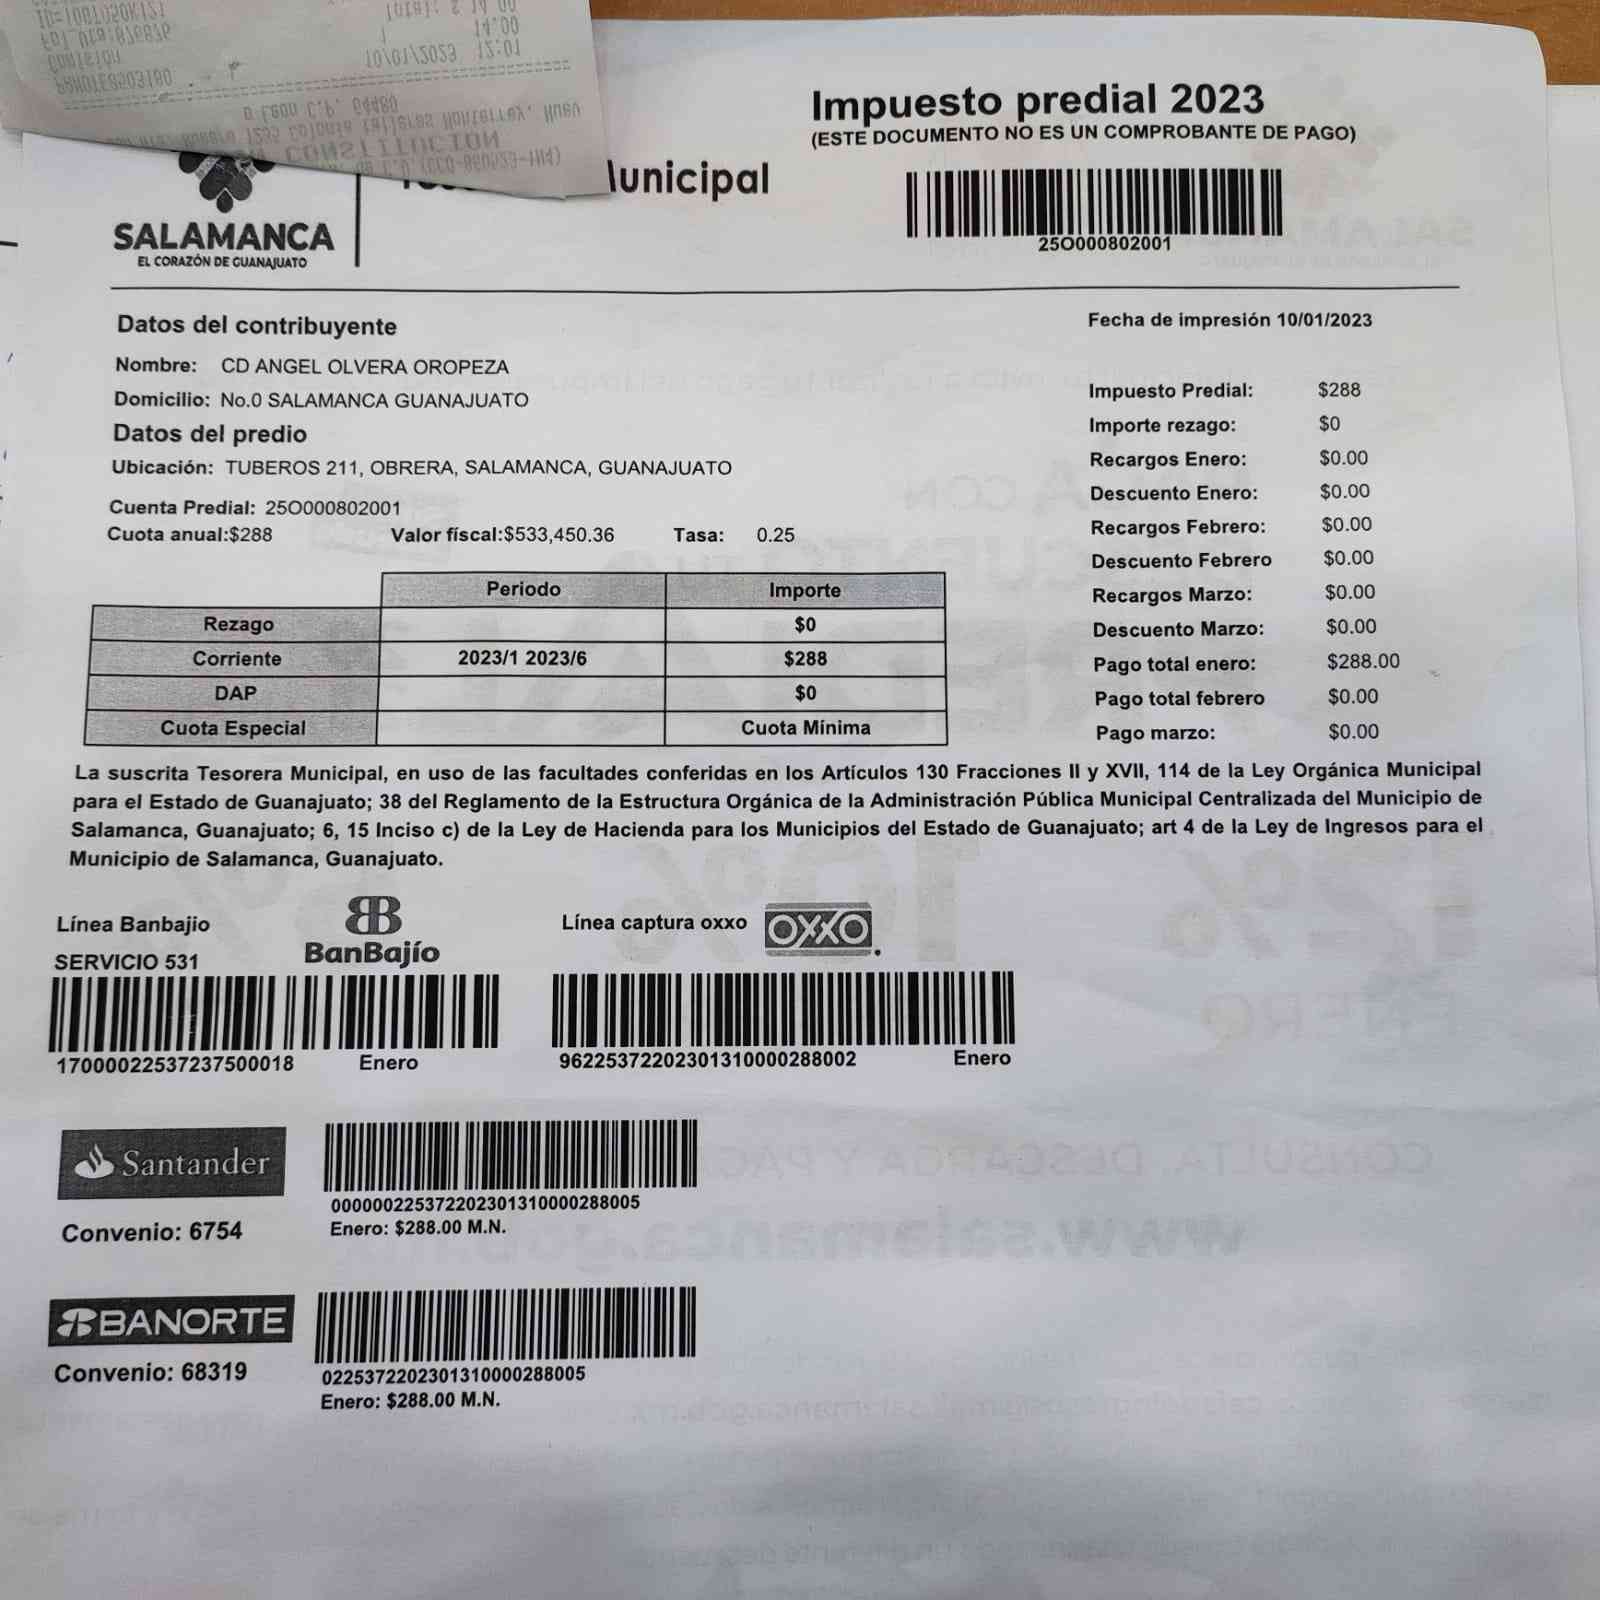 Impuesto predial 2023
(ESTE DOCUMENTO NO ES UN COMPROBANTE DE PAGO)
SALAMANCA
EL CORAZÓN DE GUANAJUATO
25O000802001
Datos del contribuyente
Fecha de impresión 10/01/2023
Nombre: CD ANGEL OLVERA OROPEZA
Domicilio: No.0 SALAMANCA GUANAJUATO
Datos del predio
Ubicación: TUBEROS 211, OBRERA, SALAMANCA, GUANAJUATO
Cuenta Predial: 25O000802001
Cuota anual:$288 Valor físcal:$533,450.36 Tasa: 0.25
Impuesto Predial: $288
Importe rezago: $0
Recargos Enero: $0.00
Descuento Enero: $0.00
Recargos Febrero: $0.00
Descuento Febrero $0.00
Recargos Marzo: $0.00
Descuento Marzo: $0.00
Pago total enero: $288.00
Pago total febrero $0.00
Pago marzo: $0.00
Periodo Importe
Rezago $0
Corriente 2023/1 2023/6 $288
DAP $0
Cuota Especial Cuota Mínima
La suscrita Tesorera Municipal, en uso de las facultades conferidas en los Artículos 130 Fracciones II y XVII, 114 de la Ley Orgánica Municipal
para el Estado de Guanajuato; 38 del Reglamento de la Estructura Orgánica de la Administración Pública Municipal Centralizada del Municipio de
Salamanca, Guanajuato; 6, 15 Inciso c) de la Ley de Hacienda para los Municipios del Estado de Guanajuato; art 4 de la Ley de Ingresos para el
Municipio de Salamanca, Guanajuato.
Línea Banbajio
BanBajío
SERVICIO 531
17000022537237500018 Enero
Línea captura oxxo OXXO
96225372202301310000288002 Enero
Santander
Convenio: 6754
000000225372202301310000288005
Enero: $288.00 M.N.
BANORTE
Convenio: 68319
0225372202301310000288005
Enero: $288.00 M.N.